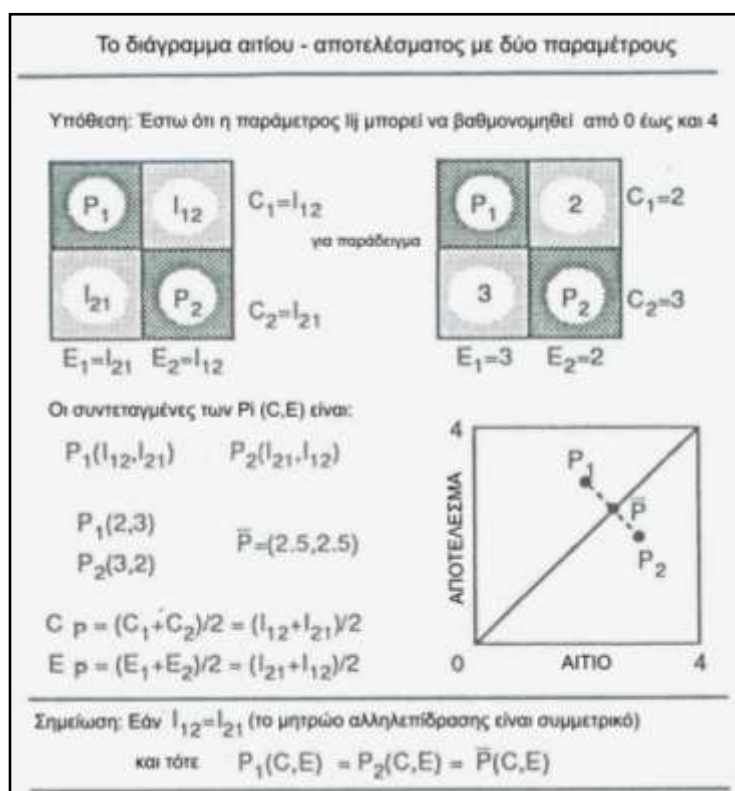 Το διάγραμμα αιτίου - αποτελέσματος με δύο παραμέτρους
Υπόθεση: Έστω ότι η παράμετρος Iij μπορεί να βαθμονομηθεί από 0 έως και 4
P₁ I₁₂ C₁=I₁₂
I₂₁ P₂ C₂=I₂₁
E₁=I₂₁ E₂=I₁₂
για παράδειγμα
P₁ 2 C₁=2
3 P₂ C₂=3
E₁=3 E₂=2
Οι συντεταγμένες των Pi (C,E) είναι:
P₁(I₁₂,I₂₁) P₂(I₂₁,I₁₂)
P₁(2,3)
P₂(3,2)
P̅=(2.5,2.5)
C p = (C₁+C₂)/2 = (I₁₂+I₂₁)/2
E p = (E₁+E₂)/2 = (I₂₁+I₁₂)/2
4
ΑΠΟΤΕΛΕΣΜΑ
P₁
P̅
P₂
0 ΑΙΤΙΟ 4
Σημείωση: Εάν I₁₂=I₂₁ (το μητρώο αλληλεπίδρασης είναι συμμετρικό)
και τότε P₁(C,E) = P₂(C,E) = P̅(C,E)